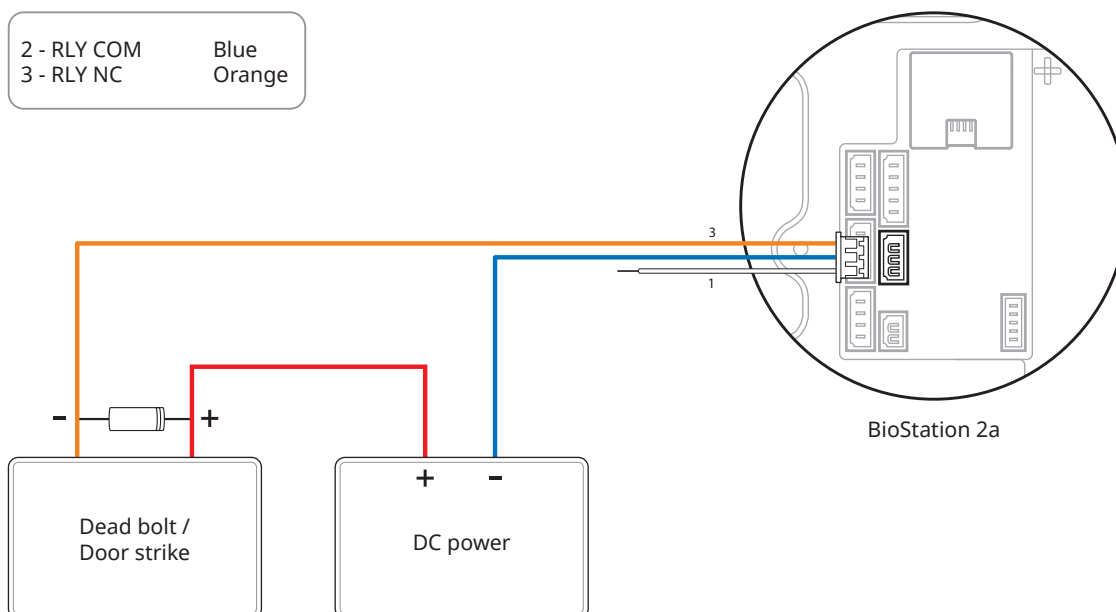 2 - RLY COM Blue
3 - RLY NC Orange
3
1
BioStation 2a
- +
+ -
Dead bolt /
Door strike
DC power